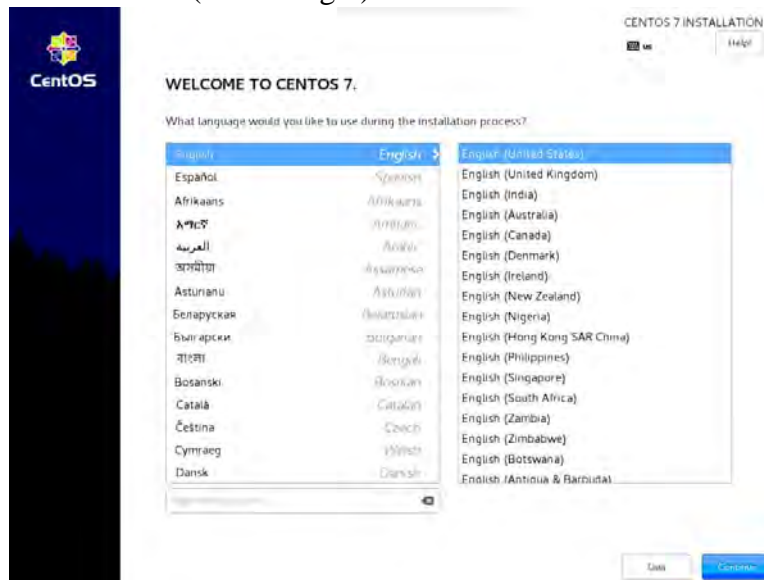 CENTOS 7 INSTALLATION
us
Help!
CentOS
WELCOME TO CENTOS 7.
What language would you like to use during the installation process?
English English
Español Spanish
Afrikaans Afrikaans
አማርኛ Amharic
العربية Arabic
অসমীয়া Assamese
Asturianu Asturian
Беларуская Belarusian
Български Bulgarian
বাংলা Bengali
Bosanski Bosnian
Català Catalan
Čeština Czech
Cymraeg Welsh
Dansk Danish
English (United States)
English (United Kingdom)
English (India)
English (Australia)
English (Canada)
English (Denmark)
English (Ireland)
English (New Zealand)
English (Nigeria)
English (Hong Kong SAR China)
English (Philippines)
English (Singapore)
English (South Africa)
English (Zambia)
English (Zimbabwe)
English (Botswana)
English (Antigua & Barbuda)
Continue